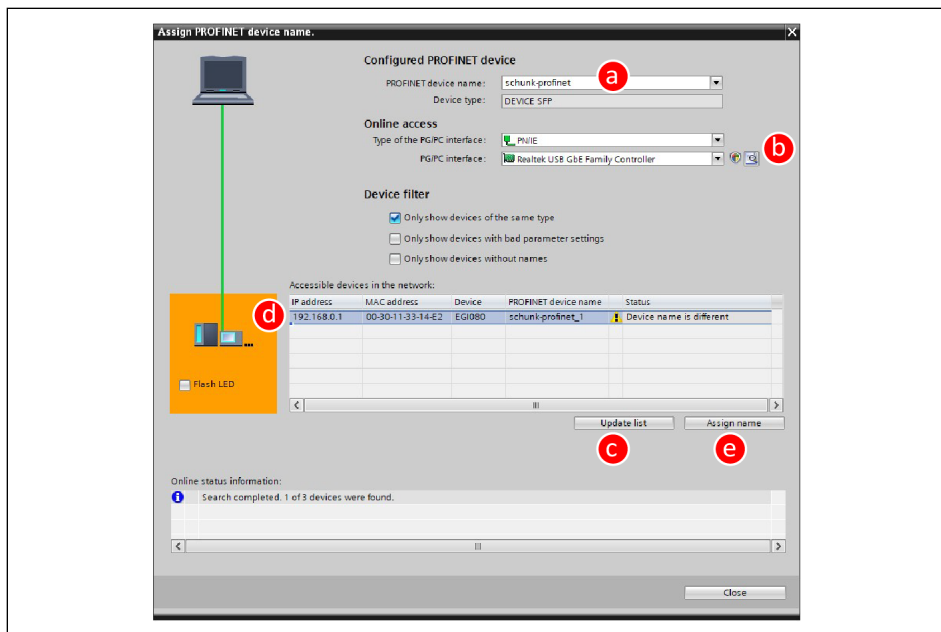 Assign PROFINET device name.
Configured PROFINET device
PROFINET device name: schunk-profinet a
Device type: DEVICE SFP
Online access
Type of the PG/PC interface: PN/IE
b
PG/PC interface: Realtek USB GbE Family Controller
Device filter
Only show devices of the same type
Only show devices with bad parameter settings
Only show devices without names
Accessible devices in the network:
IP address MAC address Device PROFINET device name Status
d 192.168.0.1 00-30-11-33-14-E2 EGI080 schunk-profinet_1 Device name is different
Flash LED
Update list Assign name
c e
Online status information:
Search completed. 1 of 3 devices were found.
Close